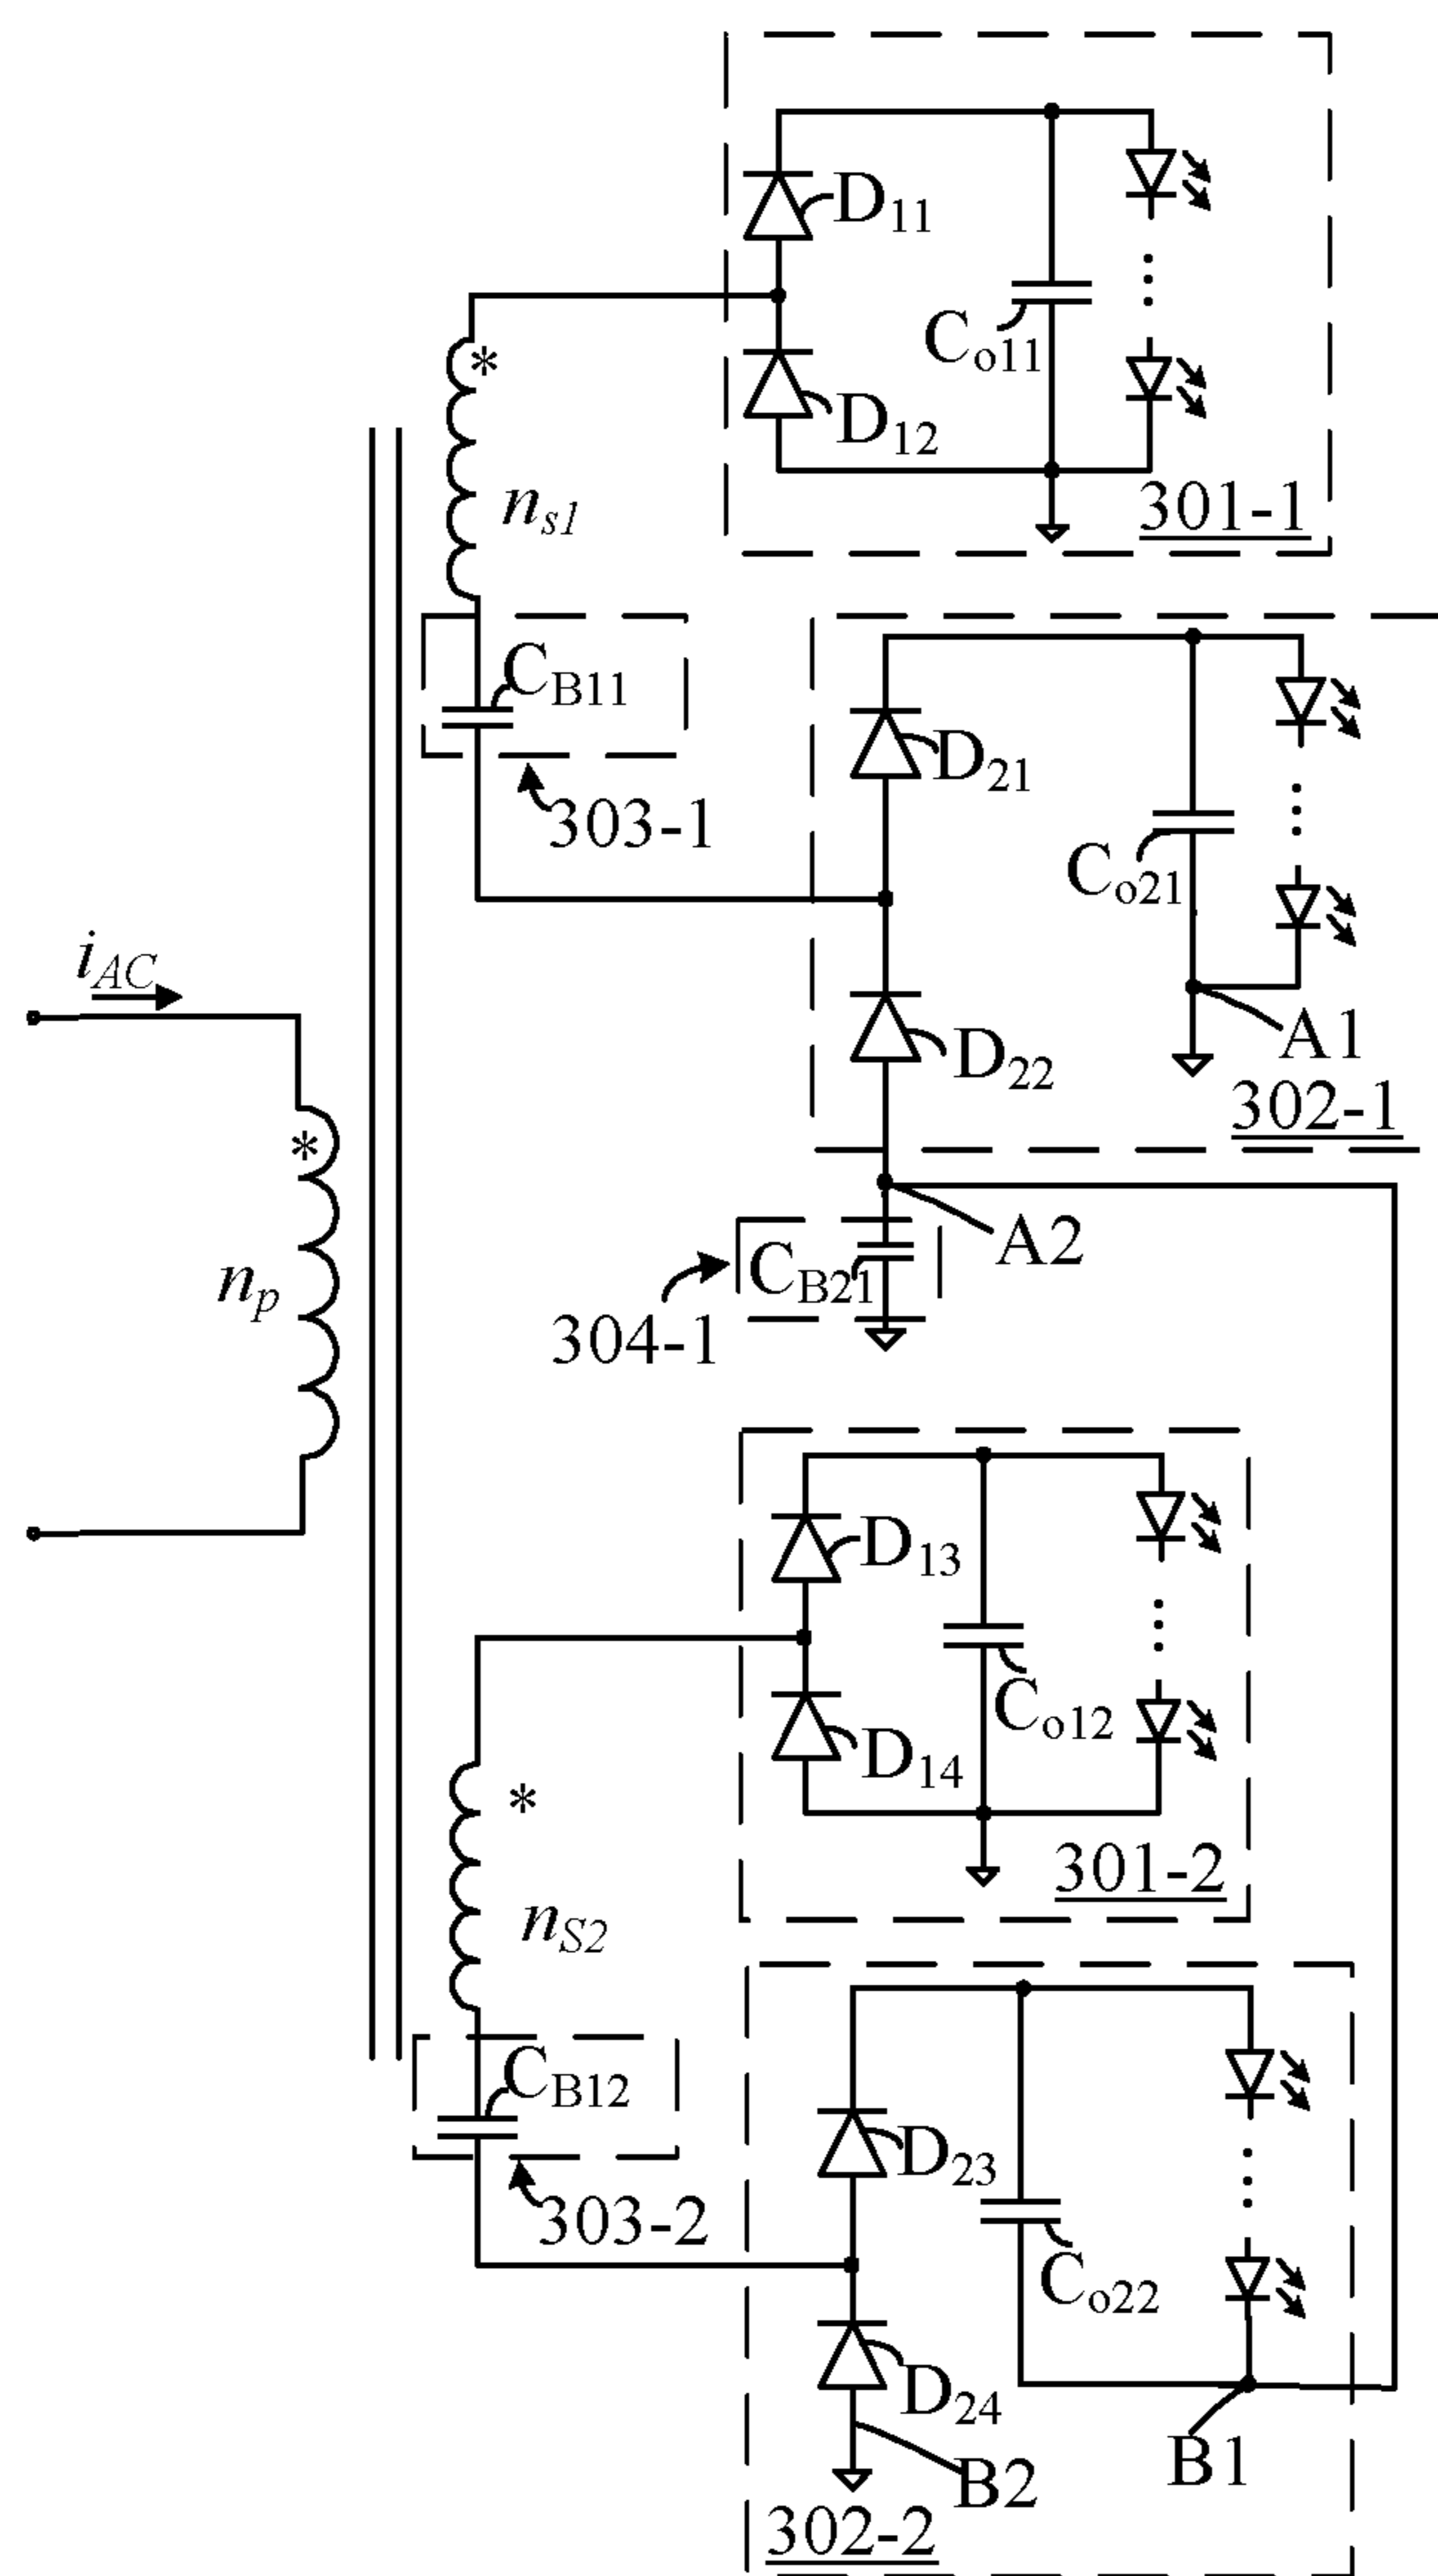 D11
Co11
D12
*
ns1
301-1
CB11
D21
303-1
Co21
iAC
A1
D22
302-1
*
A2
CB21
np
304-1
D13
Co12
D14
*
301-2
nS2
CB12
D23
303-2
Co22
D24
B1
B2
302-2